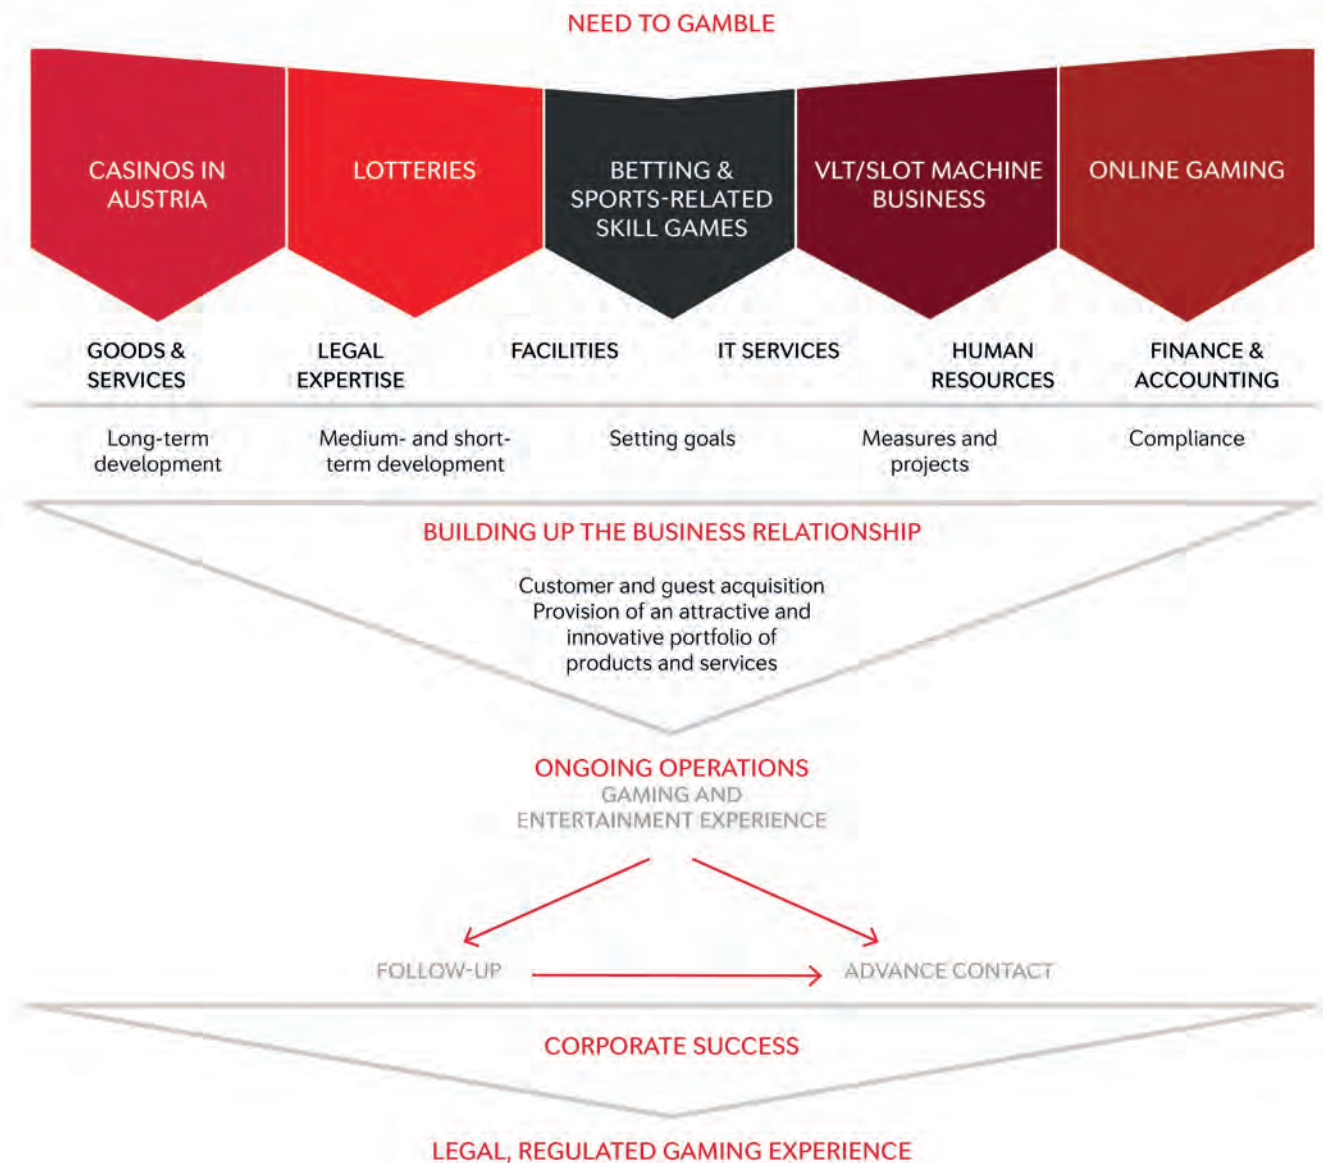 NEED TO GAMBLE
CASINOS IN
AUSTRIA
LOTTERIES
BETTING &
SPORTS-RELATED
SKILL GAMES
VLT/SLOT MACHINE
BUSINESS
ONLINE GAMING
GOODS &
SERVICES
LEGAL
EXPERTISE
FACILITIES
IT SERVICES
HUMAN
RESOURCES
FINANCE &
ACCOUNTING
Long-term
development
Medium- and short-
term development
Setting goals
Measures and
projects
Compliance
BUILDING UP THE BUSINESS RELATIONSHIP
Customer and guest acquisition
Provision of an attractive and
innovative portfolio of
products and services
ONGOING OPERATIONS
GAMING AND
ENTERTAINMENT EXPERIENCE
FOLLOW-UP
ADVANCE CONTACT
CORPORATE SUCCESS
LEGAL, REGULATED GAMING EXPERIENCE